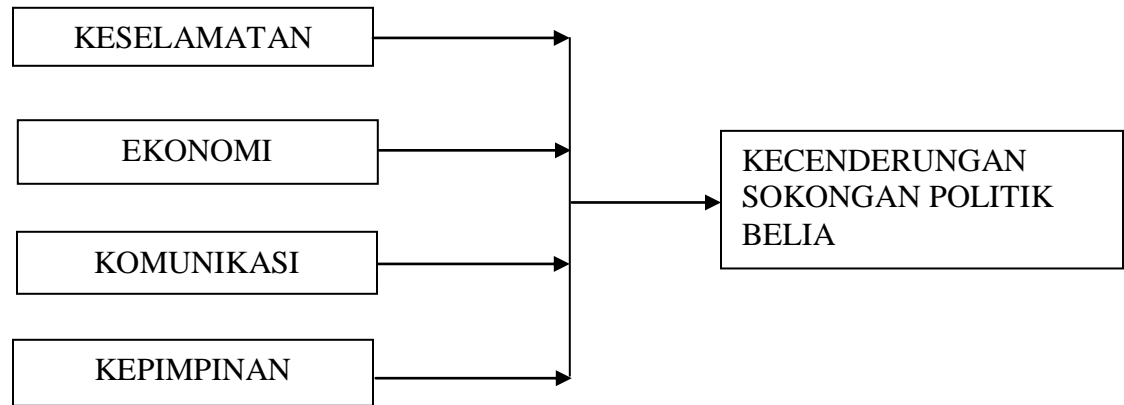 KESELAMATAN
EKONOMI
KOMUNIKASI
KEPIMPINAN
KECENDERUNGAN
SOKONGAN POLITIK
BELIA